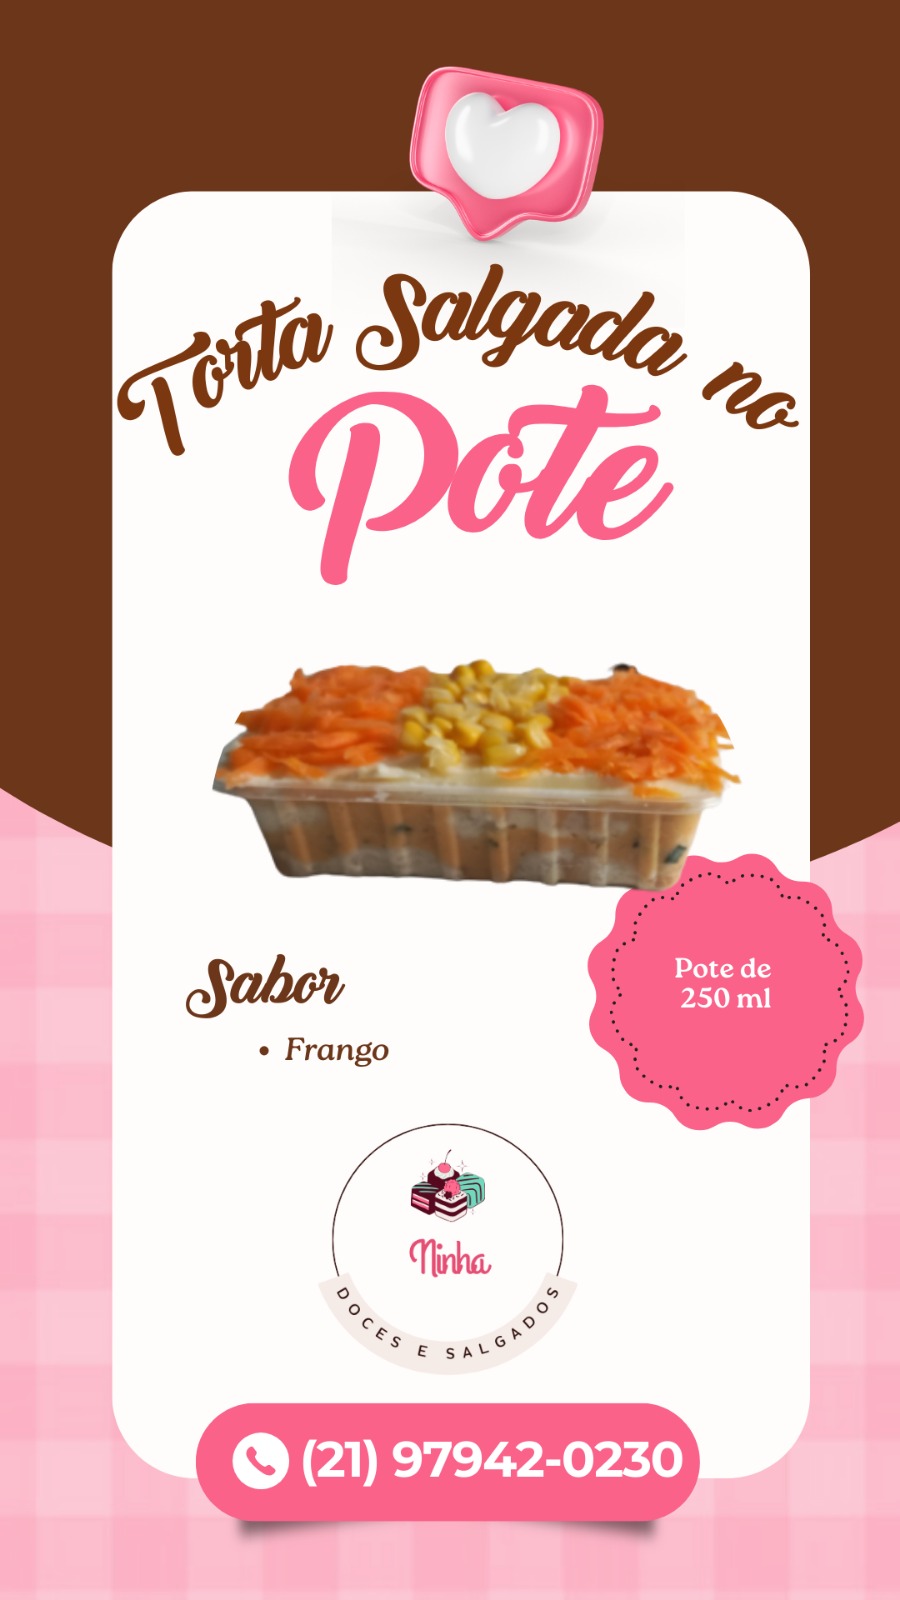 Torta Salgada no
Pote
Sabor
• Frango
Pote de
250 ml
Ninha
DOCES E SALGADOS
(21) 97942-0230